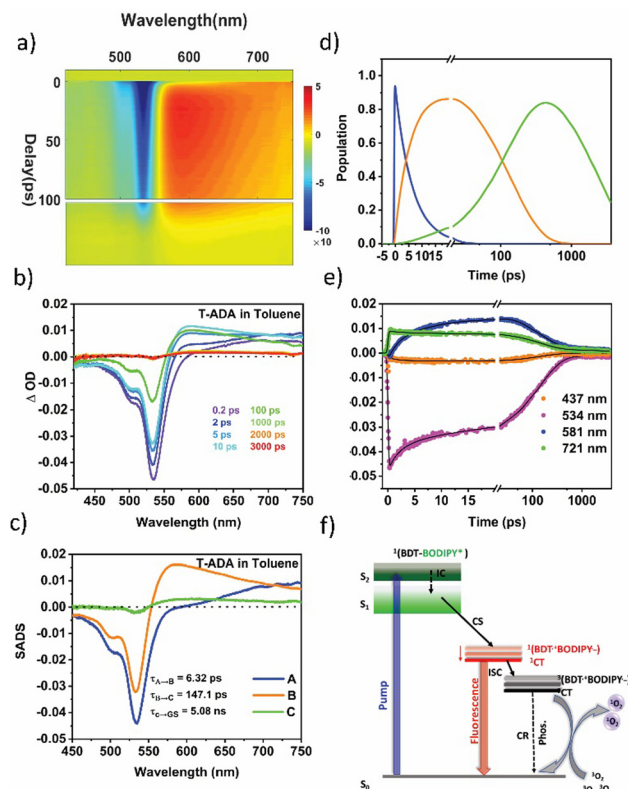 Wavelength(nm)
a)
500 600 700
0
50
100
Delay(ps)
5
0
-5
-10
×10
b)
T-ADA in Toluene
0.02
0.01
0.00
-0.01
-0.02
-0.03
-0.04
-0.05
Δ OD
0.2 ps 100 ps
2 ps 1000 ps
5 ps 2000 ps
10 ps 3000 ps
450 500 550 600 650 700 750
Wavelength (nm)
c)
T-ADA in Toluene
0.02
0.01
0.00
-0.01
-0.02
-0.03
-0.04
-0.05
SADS
τA→B = 6.32 ps
τB→C = 147.1 ps
τc→GS = 5.08 ns
A
B
C
450 500 550 600 650 700 750
Wavelength (nm)
d)
1.0
0.8
0.6
0.4
0.2
0.0
Population
-5 0 5 10 15 100 1000
Time (ps)
e)
0.02
0.01
0.00
-0.01
-0.02
-0.03
-0.04
-0.05
437 nm
534 nm
581 nm
721 nm
0 5 10 15 100 1000
Time (ps)
f)
¹(BDT-BODIPY*)
S₂
IC
S₁
CS
¹(BDT·⁺BODIPY·–)
¹CT
ISC
³(BDT·⁺BODIPY·–)
CT
Pump
Fluorescence
CR
Phos.
¹O₂
¹O₂
³O₂
S₀